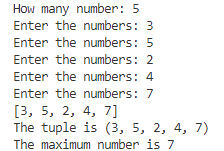 How many number: 5
Enter the numbers: 3
Enter the numbers: 5
Enter the numbers: 2
Enter the numbers: 4
Enter the numbers: 7
[3, 5, 2, 4, 7]
The tuple is (3, 5, 2, 4, 7)
The maximum number is 7